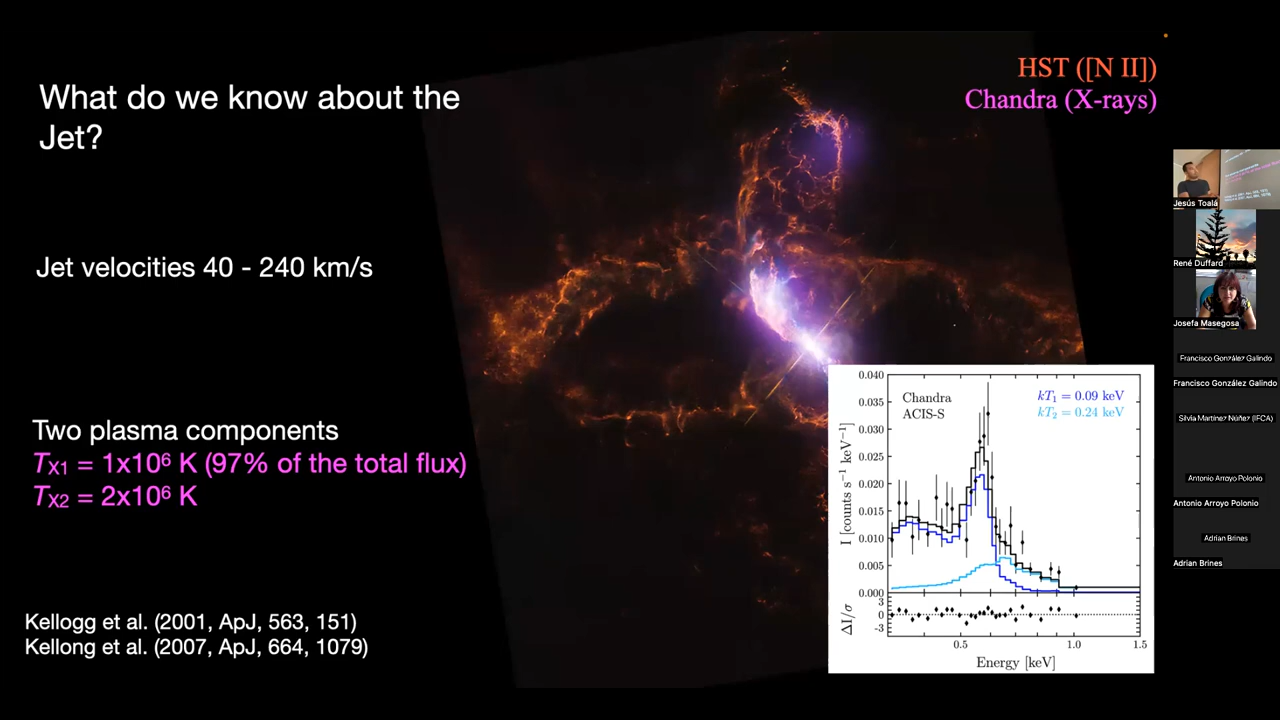 What do we know about the
Jet?
HST ([N II])
Chandra (X-rays)
Jet velocities 40 - 240 km/s
Two plasma components
TX1 = 1x10⁶ K (97% of the total flux)
TX2 = 2x10⁶ K
Kellogg et al. (2001, ApJ, 563, 151)
Kellong et al. (2007, ApJ, 664, 1079)
Chandra
ACIS-S
kT₁ = 0.09 keV
kT₂ = 0.24 keV
I [counts s⁻¹ keV⁻¹]
0.040
0.035
0.030
0.025
0.020
0.015
0.010
0.005
0.000
ΔI/σ
3
0
-3
0.5
1.0
1.5
Energy [keV]
Jesús Toalá
René Duffard
Josefa Masegosa
Francisco González Galindo
Francisco González Galindo
Silvia Martínez Núñez (IFCA)
Antonio Arroyo Polonio
Antonio Arroyo Polonio
Adrian Brines
Adrian Brines